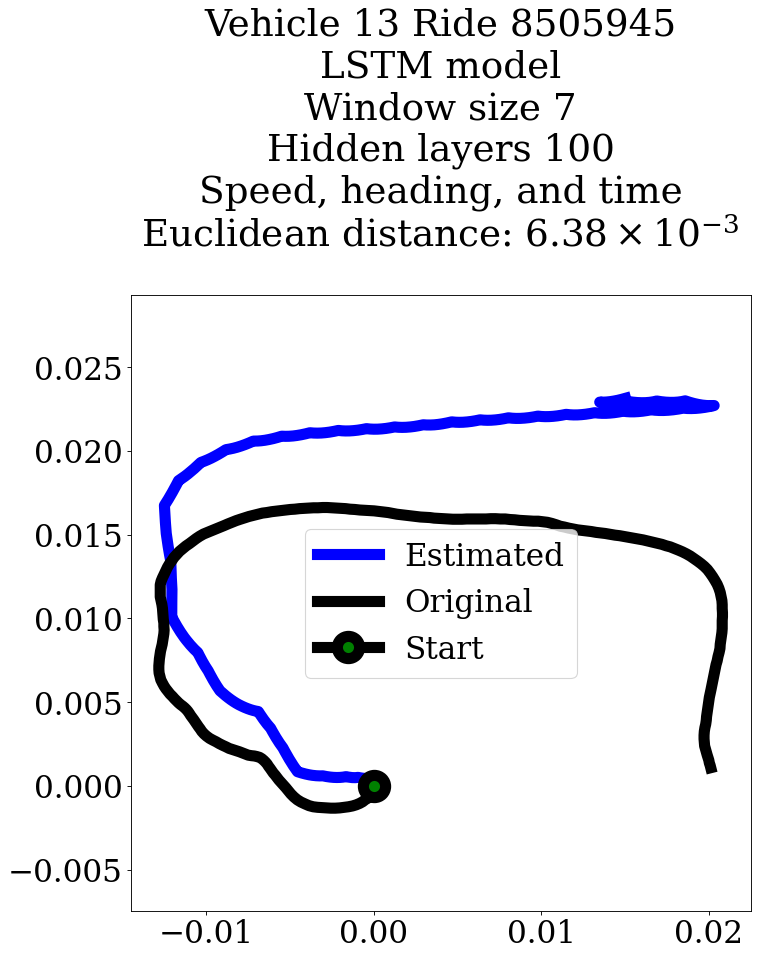 Vehicle 13 Ride 8505945
LSTM model
Window size 7
Hidden layers 100
Speed, heading, and time
Euclidean distance: 6.38 × 10⁻³
0.025
0.020
0.015
0.010
0.005
0.000
−0.005
Estimated
Original
Start
−0.01 0.00 0.01 0.02